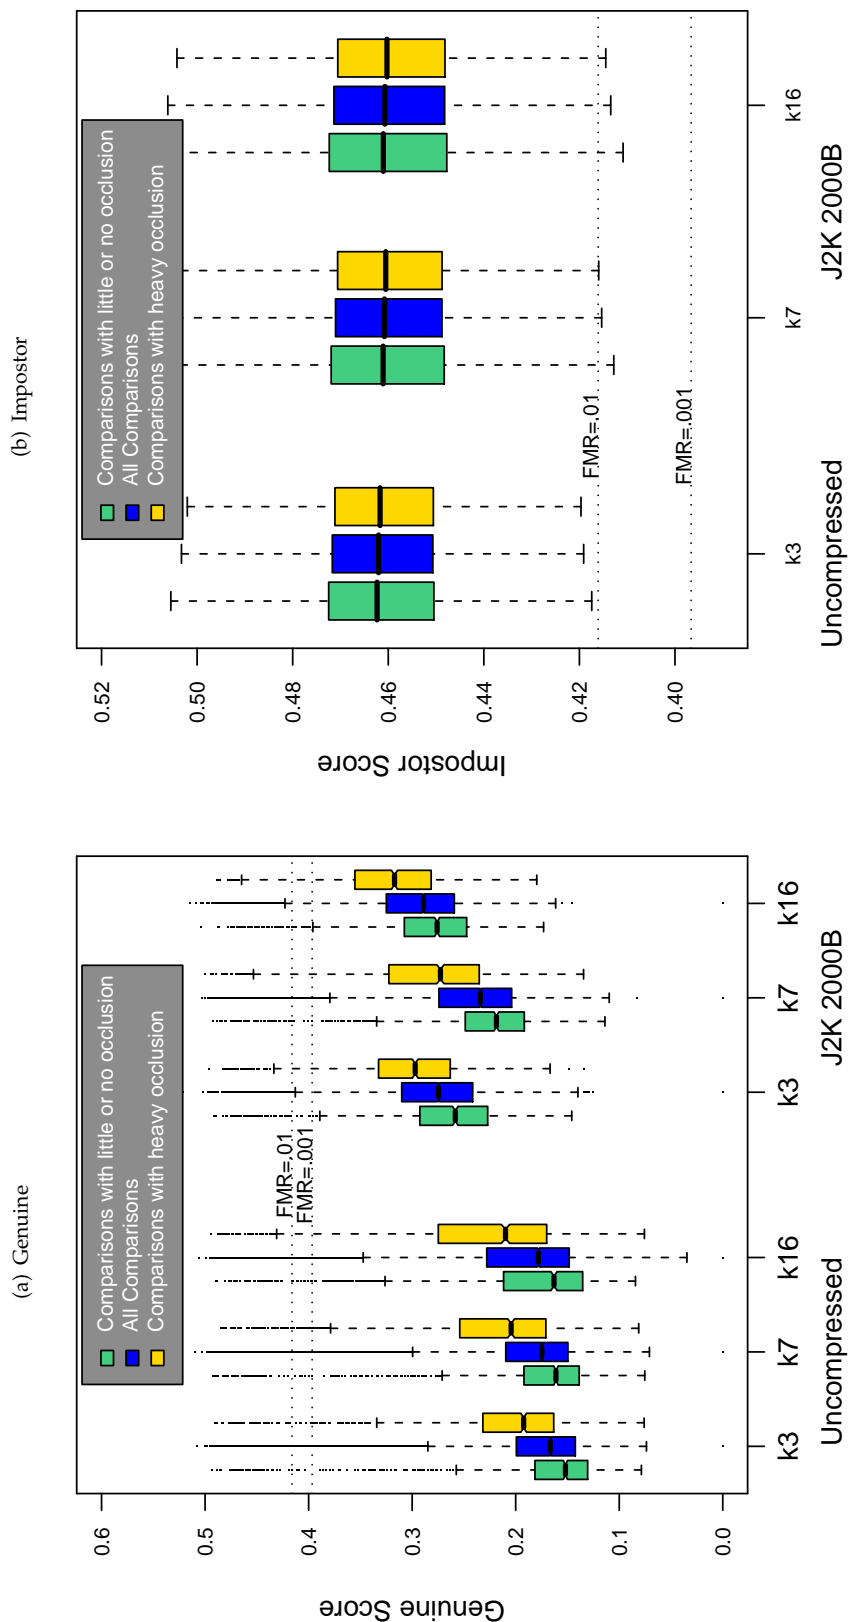 (a) Genuine
Genuine Score
0.0
0.1
0.2
0.3
0.4
0.5
0.6
Comparisons with little or no occlusion
All Comparisons
Comparisons with heavy occlusion
FMR=.01
FMR=.001
k3
k7
k16
k3
k7
k16
Uncompressed
J2K 2000B
(b) Impostor
Impostor Score
0.40
0.42
0.44
0.46
0.48
0.50
0.52
Comparisons with little or no occlusion
All Comparisons
Comparisons with heavy occlusion
FMR=.01
FMR=.001
k3
k7
k16
Uncompressed
J2K 2000B